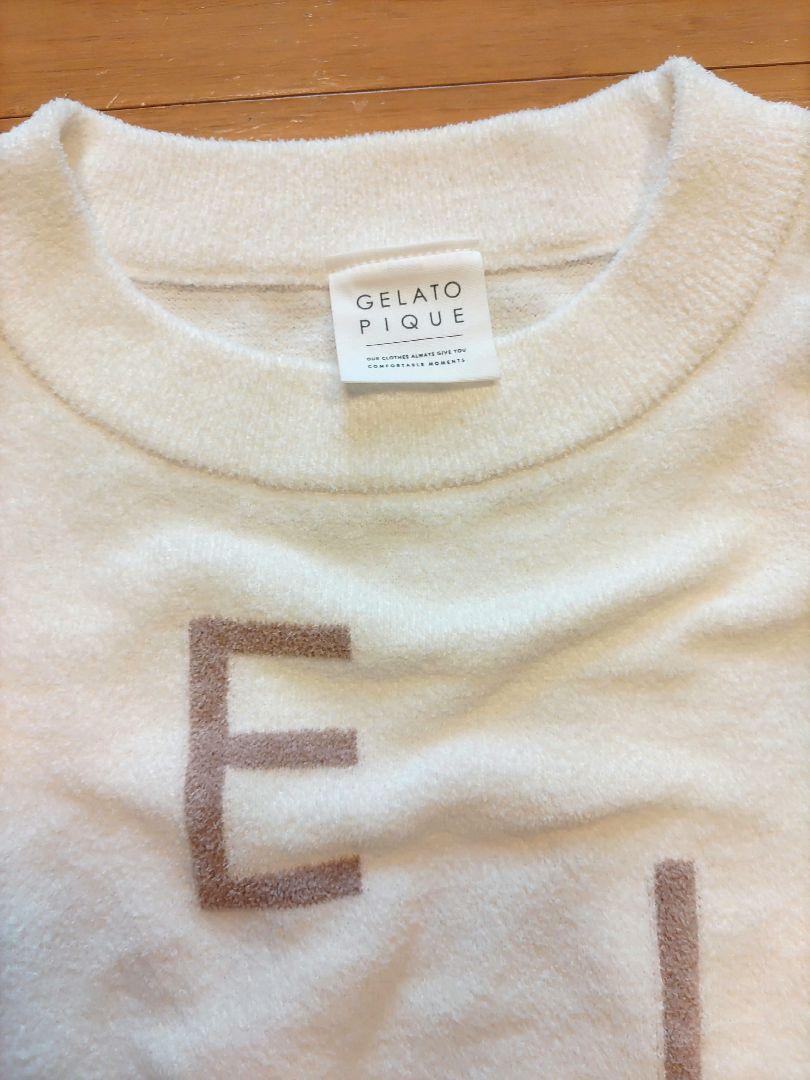 GELATO
PIQUE
OUR CLOTHES ALWAYS GIVE YOU
COMFORTABLE MOMENTS
E